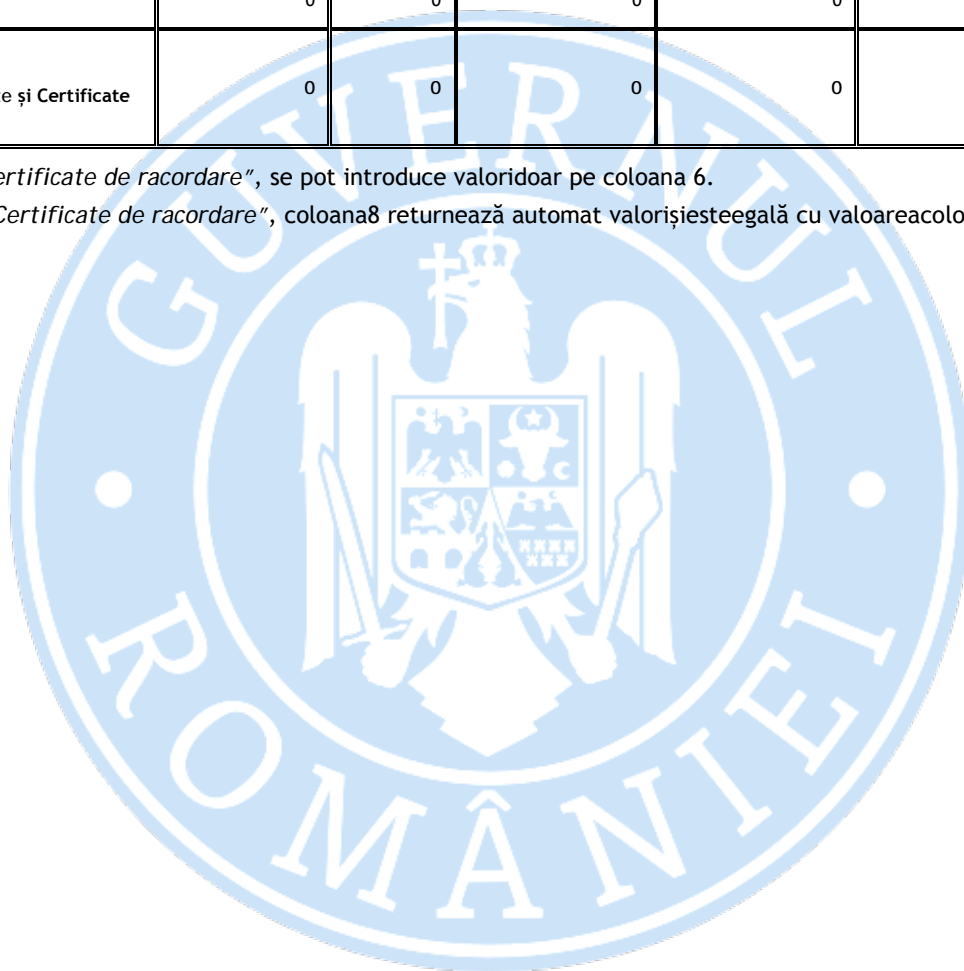 0 0 0 0
e și Certificate 0 0 0 0
ertificate de racordare”, se pot introduce valoridoar pe coloana 6.
Certificate de racordare”, coloana8 returnează automat valorișiesteegală cu valoareacolo
GUVERNUL
ROMÂNIEI